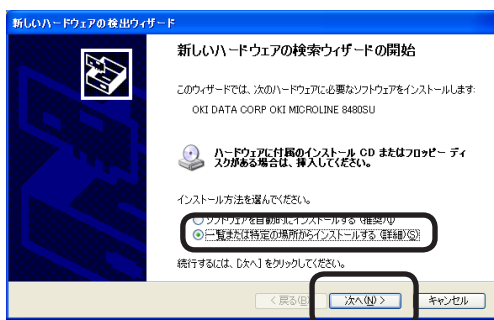 新しいハードウェアの検出ウィザード
新しいハードウェアの検索ウィザードの開始
このウィザードでは、次のハードウェアに必要なソフトウェアをインストールします:
OKI DATA CORP OKI MICROLINE 8480SU
ハードウェアに付属のインストール CD またはフロッピー ディ
スクがある場合は、挿入してください。
インストール方法を選んでください。
ソフトウェアを自動的にインストールする (推奨)(I)
一覧または特定の場所からインストールする (詳細)(S)
続行するには、[次へ] をクリックしてください。
< 戻る(B) 次へ(N) > キャンセル